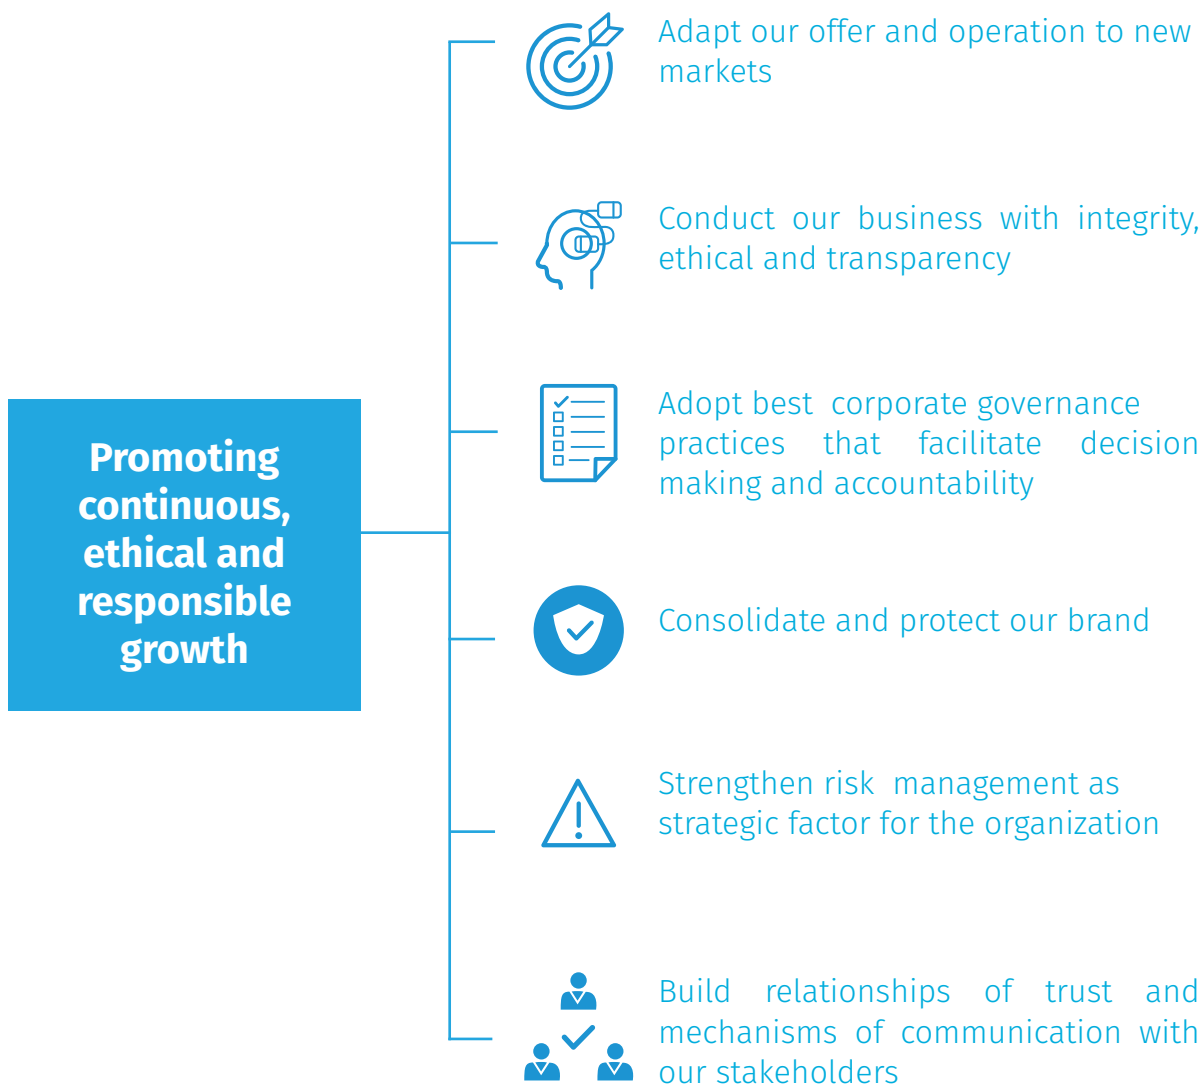 Promoting
continuous,
ethical and
responsible
growth
Adapt our offer and operation to new
markets
Conduct our business with integrity,
ethical and transparency
Adopt best corporate governance
practices that facilitate decision
making and accountability
Consolidate and protect our brand
Strengthen risk management as
strategic factor for the organization
Build relationships of trust and
mechanisms of communication with
our stakeholders